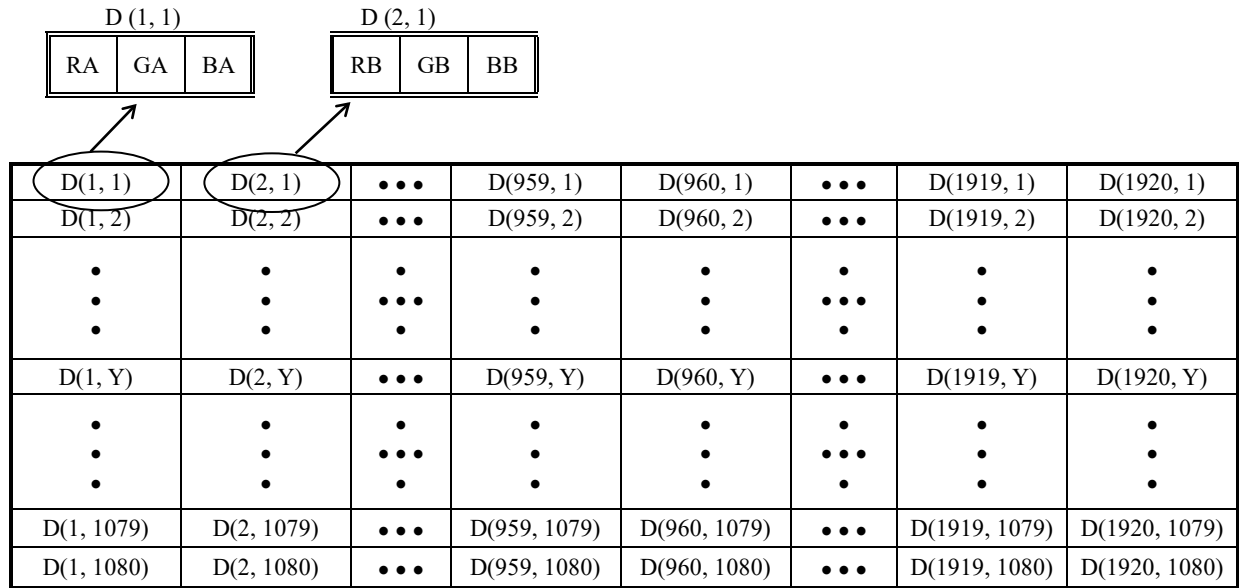 D (1, 1) D (2, 1)
RA GA BA RB GB BB
D(1, 1) D(2, 1) ● ● ● D(959, 1) D(960, 1) ● ● ● D(1919, 1) D(1920, 1)
D(1, 2) D(2, 2) ● ● ● D(959, 2) D(960, 2) ● ● ● D(1919, 2) D(1920, 2)
● ● ● ● ● ● ● ●
● ● ● ● ● ● ● ● ● ● ● ●
● ● ● ● ● ● ● ●
D(1, Y) D(2, Y) ● ● ● D(959, Y) D(960, Y) ● ● ● D(1919, Y) D(1920, Y)
● ● ● ● ● ● ● ●
● ● ● ● ● ● ● ● ● ● ● ●
● ● ● ● ● ● ● ●
D(1, 1079) D(2, 1079) ● ● ● D(959, 1079) D(960, 1079) ● ● ● D(1919, 1079) D(1920, 1079)
D(1, 1080) D(2, 1080) ● ● ● D(959, 1080) D(960, 1080) ● ● ● D(1919, 1080) D(1920, 1080)